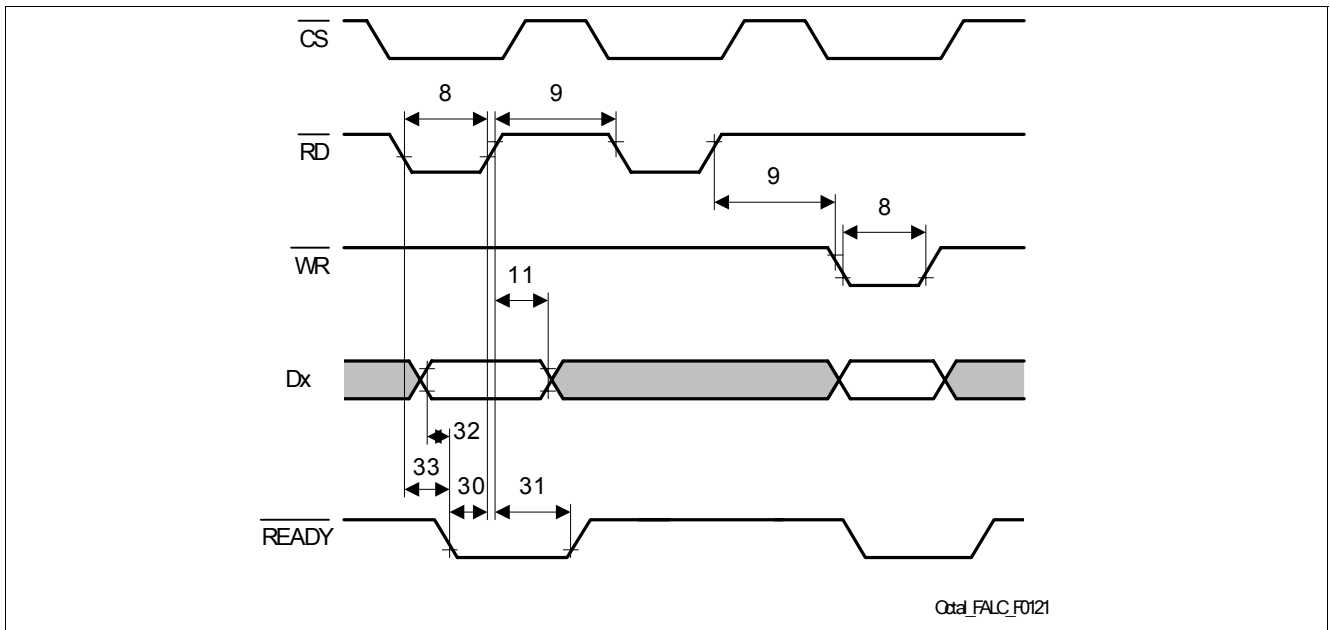 CS
8 9
RD
9
8
WR
11
Dx
32
33
30 31
READY
Octal_FALC_F0121